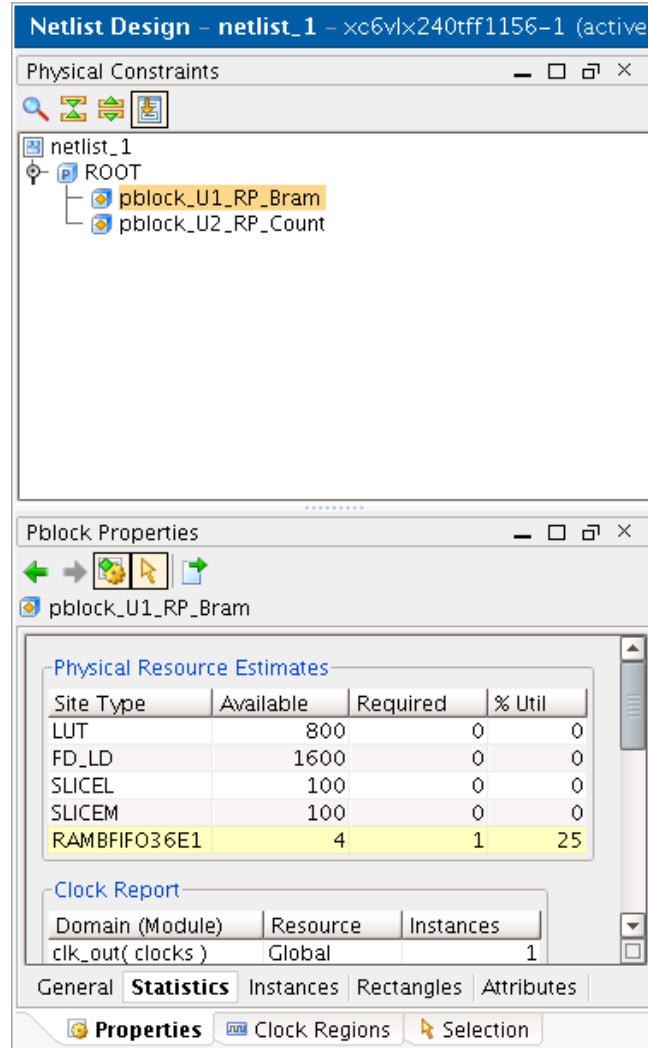 Netlist Design – netlist_1 – xc6vlx240tff1156–1 (active
Physical Constraints
netlist_1
ROOT
pblock_U1_RP_Bram
pblock_U2_RP_Count
Pblock Properties
pblock_U1_RP_Bram
Physical Resource Estimates
Site Type Available Required % Util
LUT 800 0 0
FD_LD 1600 0 0
SLICEL 100 0 0
SLICEM 100 0 0
RAMBFIFO36E1 4 1 25
Clock Report
Domain (Module) Resource Instances
clk_out( clocks ) Global 1
General Statistics Instances Rectangles Attributes
Properties Clock Regions Selection